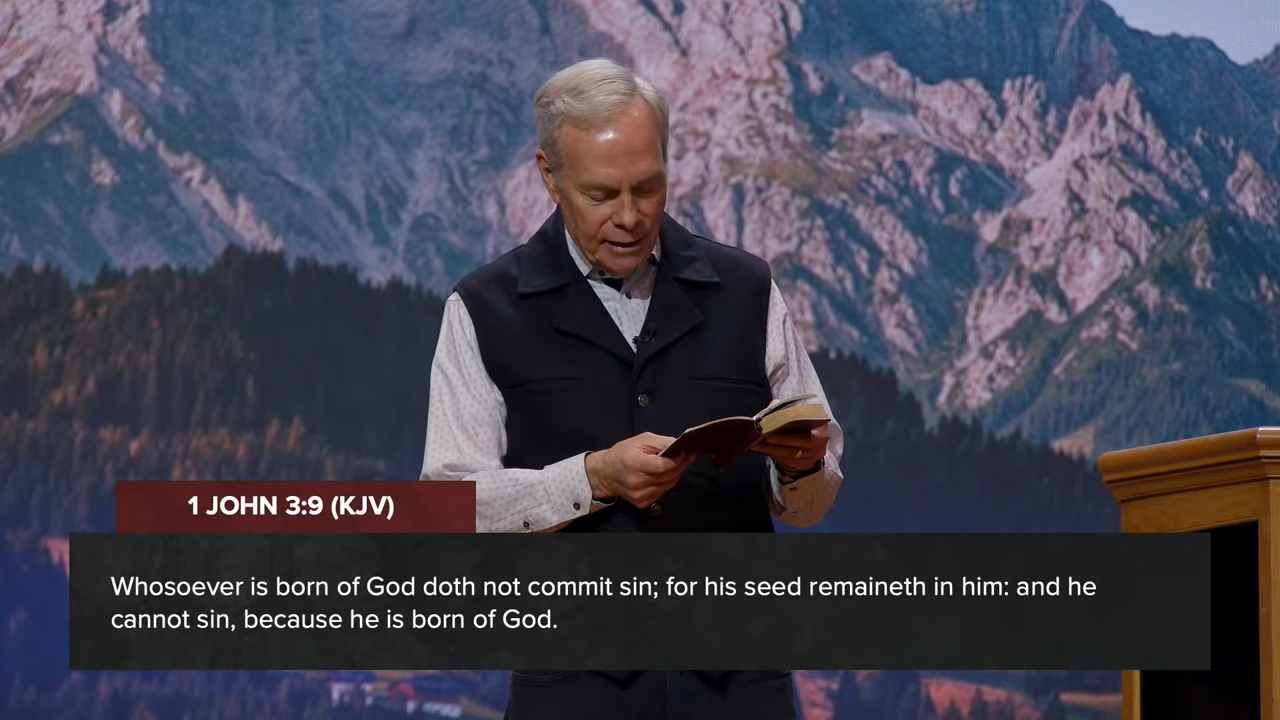 1 JOHN 3:9 (KJV)
Whosoever is born of God doth not commit sin; for his seed remaineth in him: and he
cannot sin, because he is born of God.